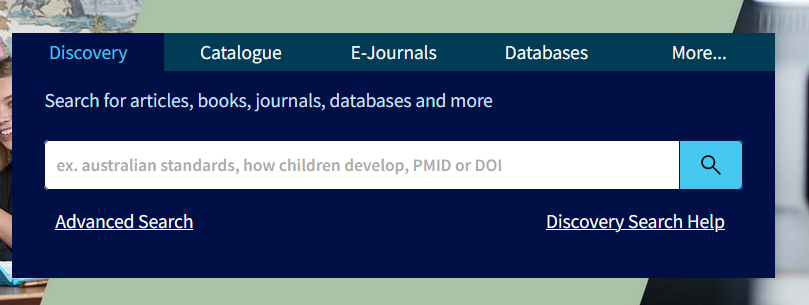 Discovery Catalogue E-Journals Databases More...
Search for articles, books, journals, databases and more
ex. australian standards, how children develop, PMID or DOI
Advanced Search Discovery Search Help